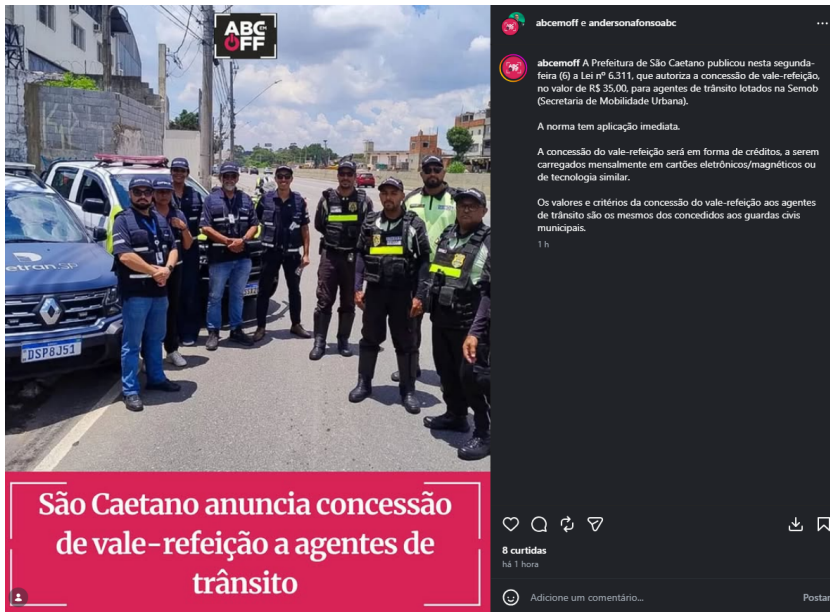 ABC EM
OFF
etran.SP
DSP8J51
São Caetano anuncia concessão
de vale-refeição a agentes de
trânsito
abcemoff e andersonafonsoabc
abcemoff A Prefeitura de São Caetano publicou nesta segunda-
feira (6) a Lei nº 6.311, que autoriza a concessão de vale-refeição,
no valor de R$ 35,00, para agentes de trânsito lotados na Semob
(Secretaria de Mobilidade Urbana).
A norma tem aplicação imediata.
A concessão do vale-refeição será em forma de créditos, a serem
carregados mensalmente em cartões eletrônicos/magnéticos ou
de tecnologia similar.
Os valores e critérios da concessão do vale-refeição aos agentes
de trânsito são os mesmos dos concedidos aos guardas civis
municipais.
1 h
8 curtidas
há 1 hora
Adicione um comentário...
Postar